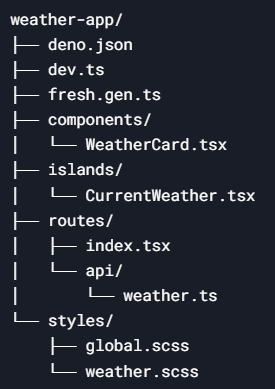 weather-app/
├── deno.json
├── dev.ts
├── fresh.gen.ts
├── components/
│   └── WeatherCard.tsx
├── islands/
│   └── CurrentWeather.tsx
├── routes/
│   ├── index.tsx
│   └── api/
│       └── weather.ts
└── styles/
    ├── global.scss
    └── weather.scss